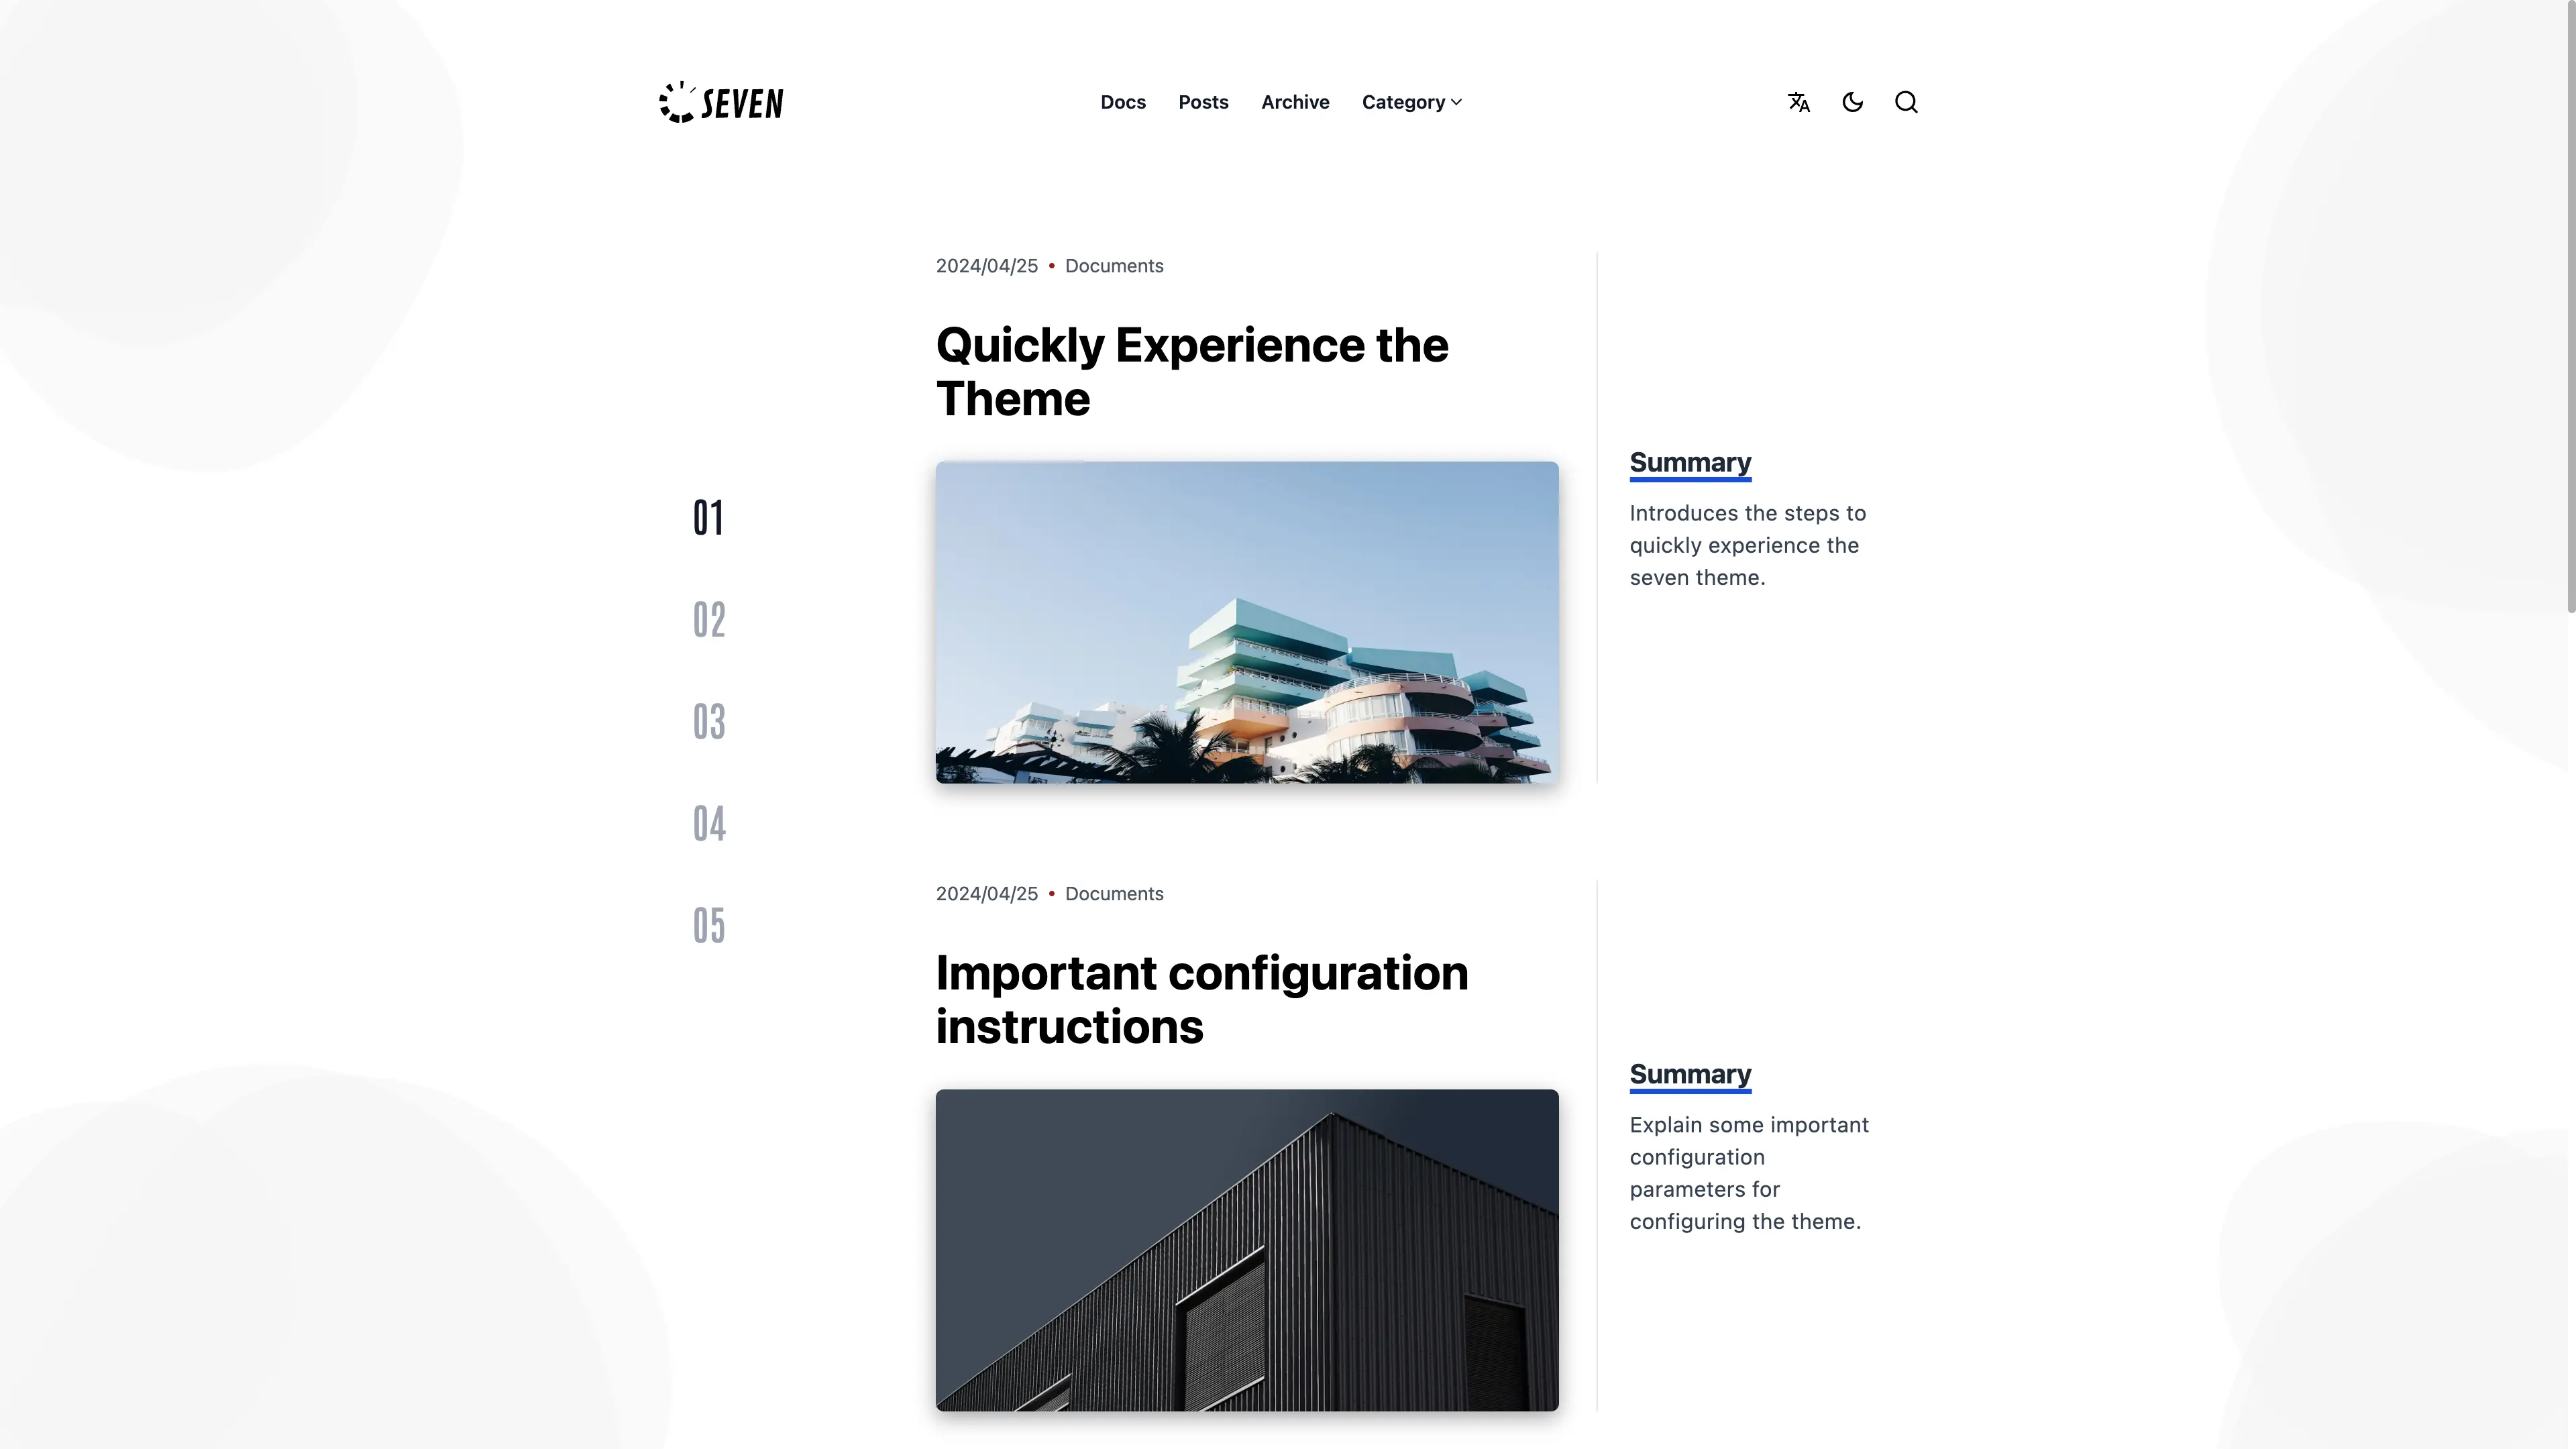 SEVEN
Docs
Posts
Archive
Category
2024/04/25 • Documents
Quickly Experience the
Theme
Summary
Introduces the steps to
quickly experience the
seven theme.
01
02
03
04
05
2024/04/25 • Documents
Important configuration
instructions
Summary
Explain some important
configuration
parameters for
configuring the theme.